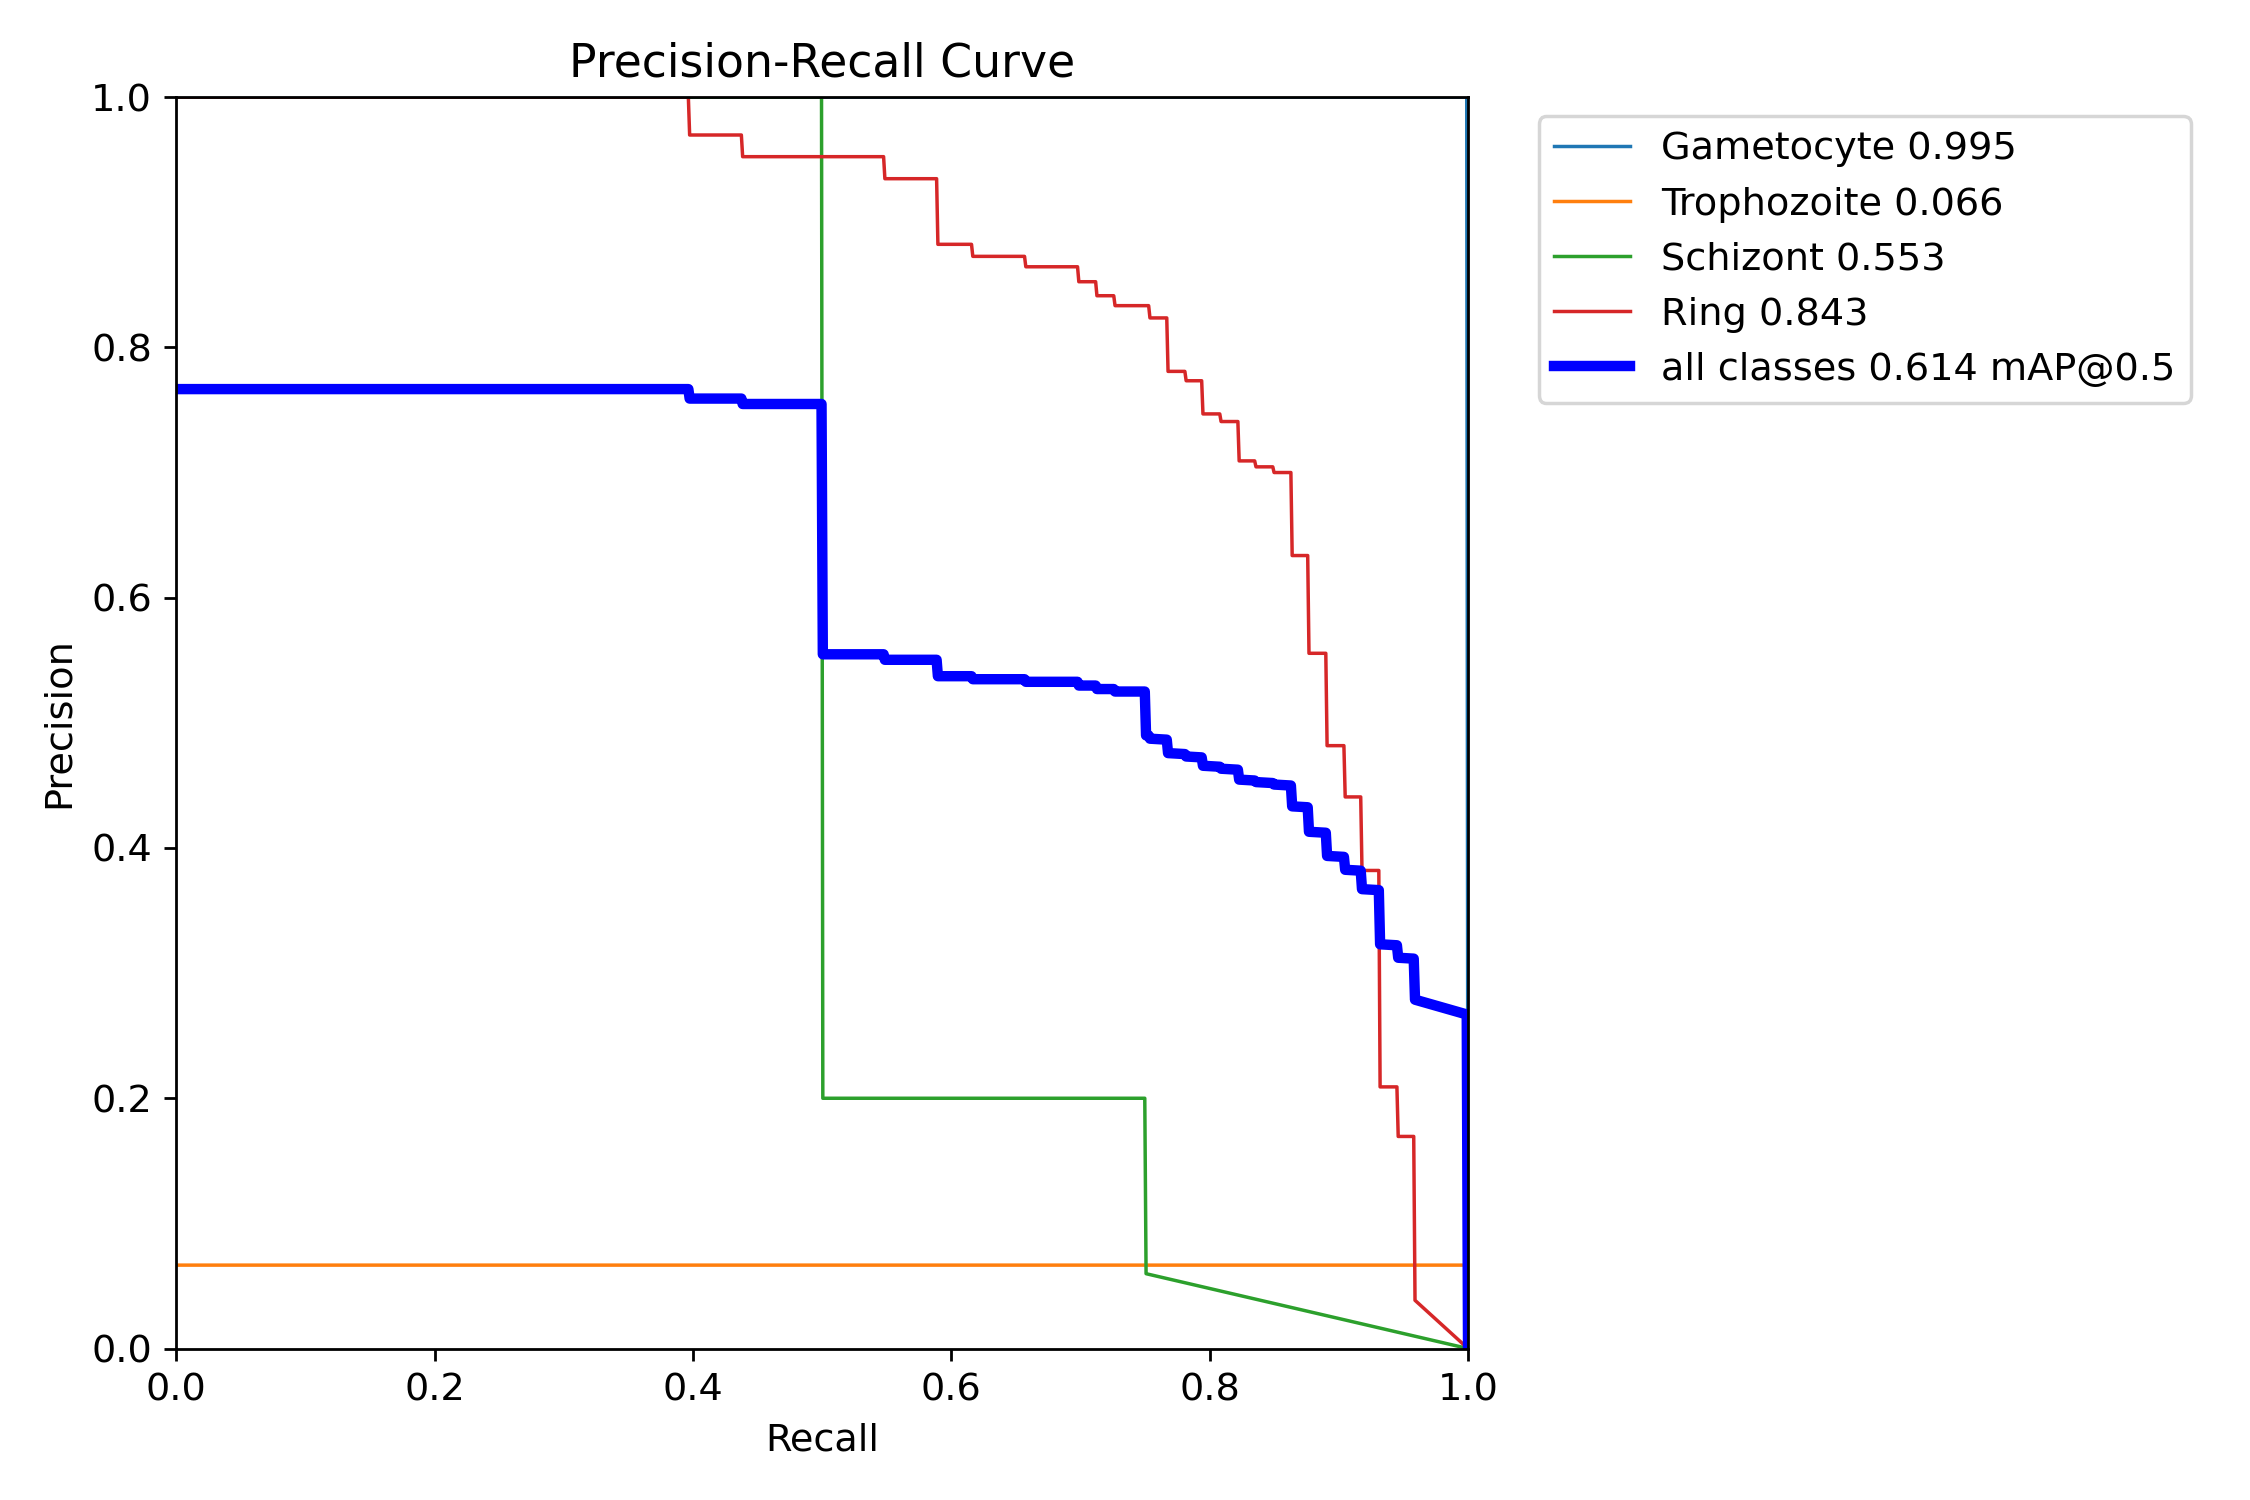 Precision-Recall Curve
1.0
0.8
0.6
0.4
0.2
0.0
Precision
0.0 0.2 0.4 0.6 0.8 1.0
Recall
Gametocyte 0.995
Trophozoite 0.066
Schizont 0.553
Ring 0.843
all classes 0.614 mAP@0.5